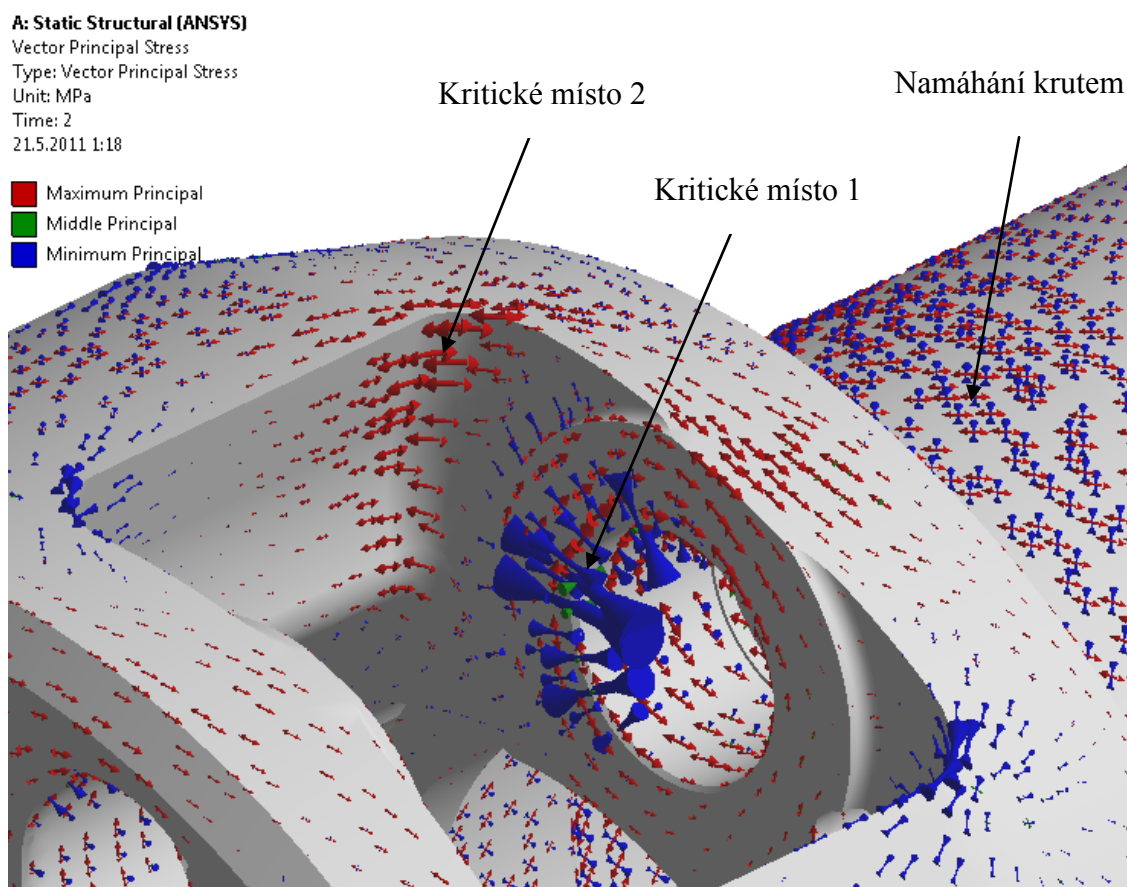 A: Static Structural (ANSYS)
Vector Principal Stress
Type: Vector Principal Stress
Unit: MPa
Time: 2
21.5.2011 1:18
Maximum Principal
Middle Principal
Minimum Principal
Kritické místo 2
Kritické místo 1
Namáhání krutem